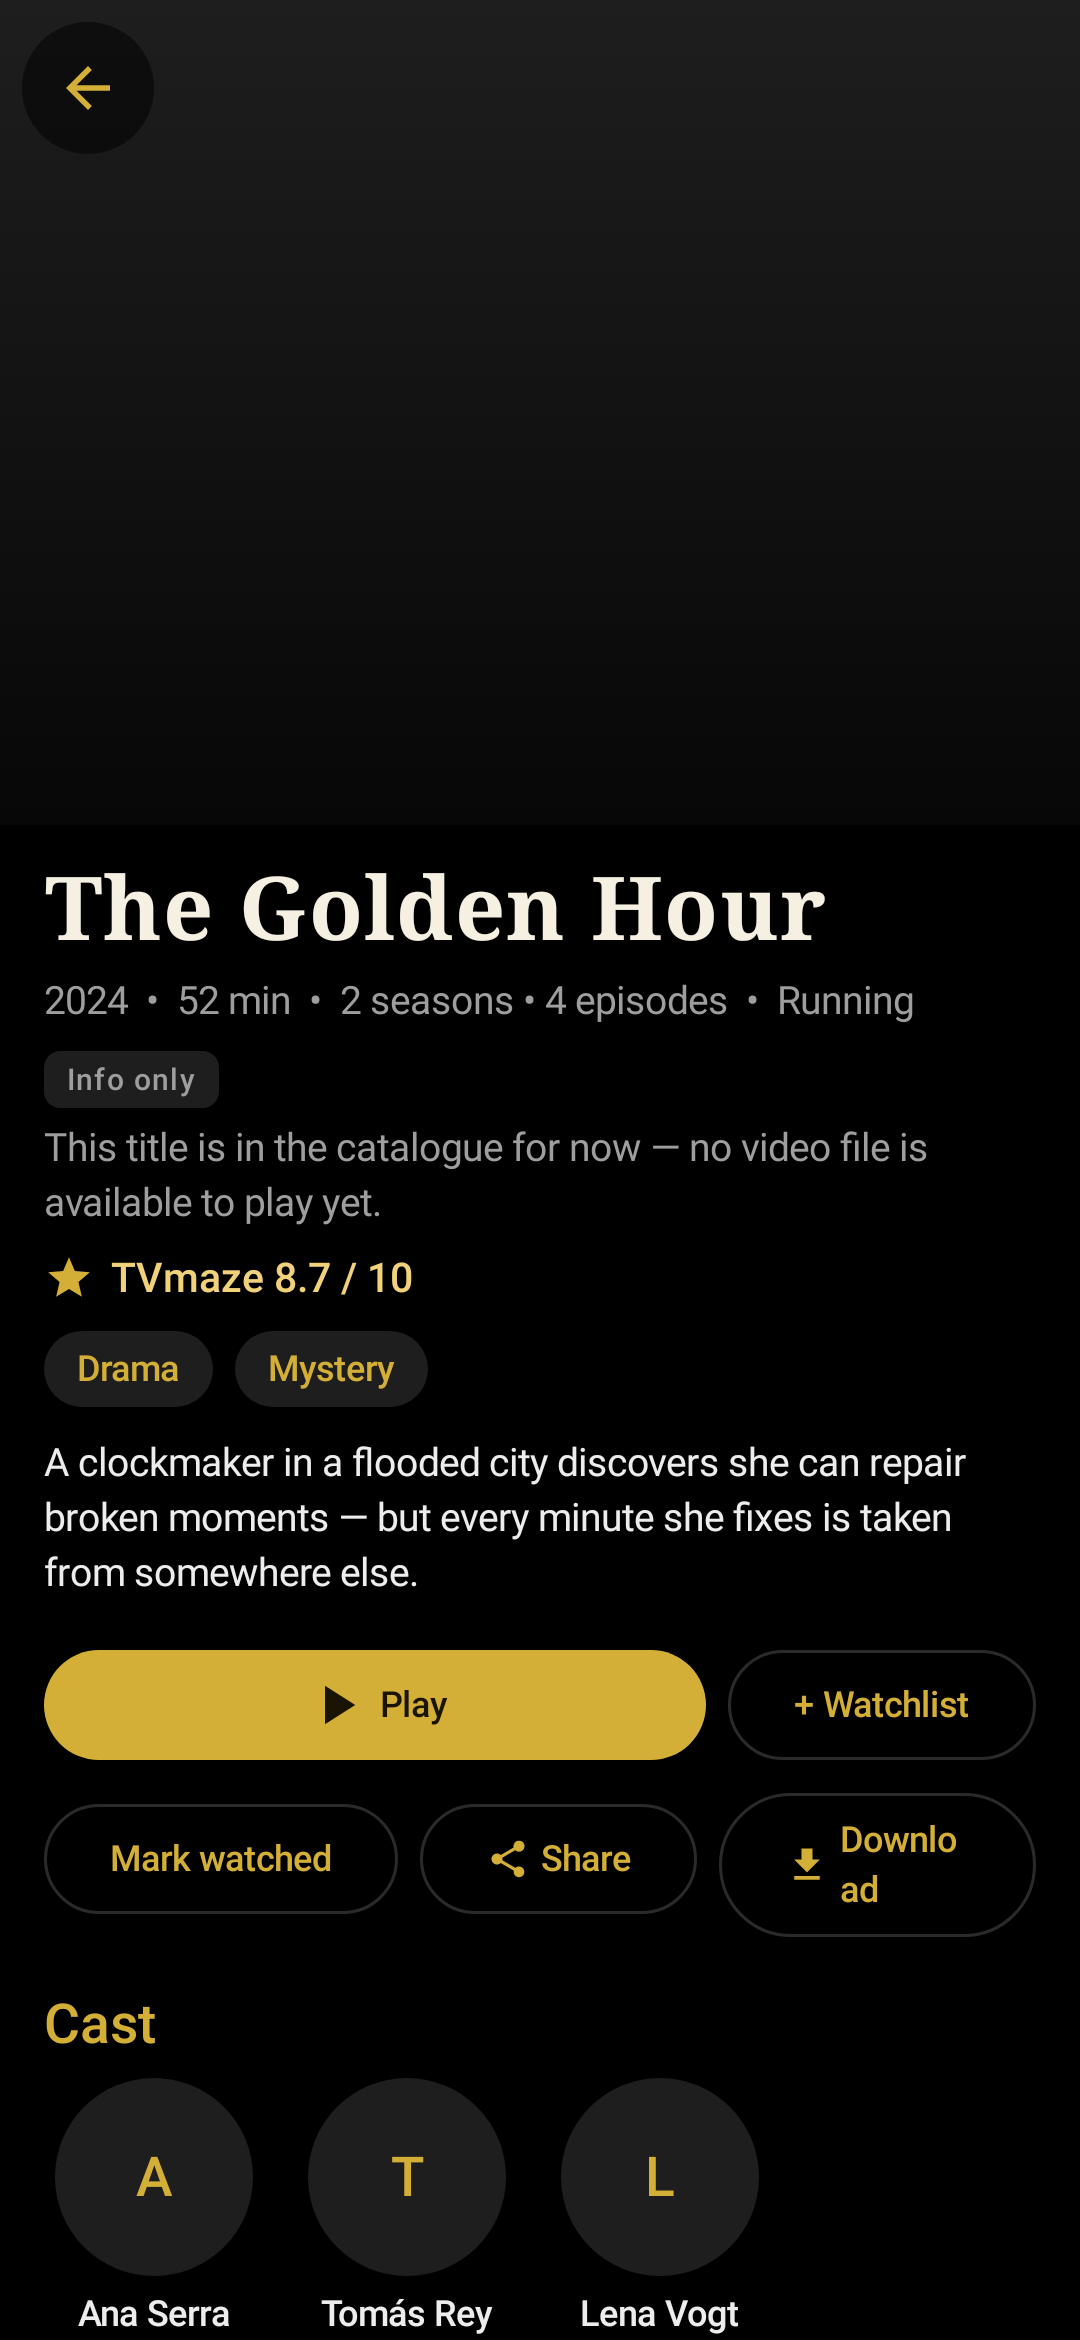 The Golden Hour
2024 • 52 min • 2 seasons • 4 episodes • Running
Info only
This title is in the catalogue for now — no video file is
available to play yet.
TVmaze 8.7 / 10
Drama Mystery
A clockmaker in a flooded city discovers she can repair
broken moments — but every minute she fixes is taken
from somewhere else.
Play + Watchlist
Mark watched Share Downlo
ad
Cast
A T L
Ana Serra Tomás Rey Lena Vogt